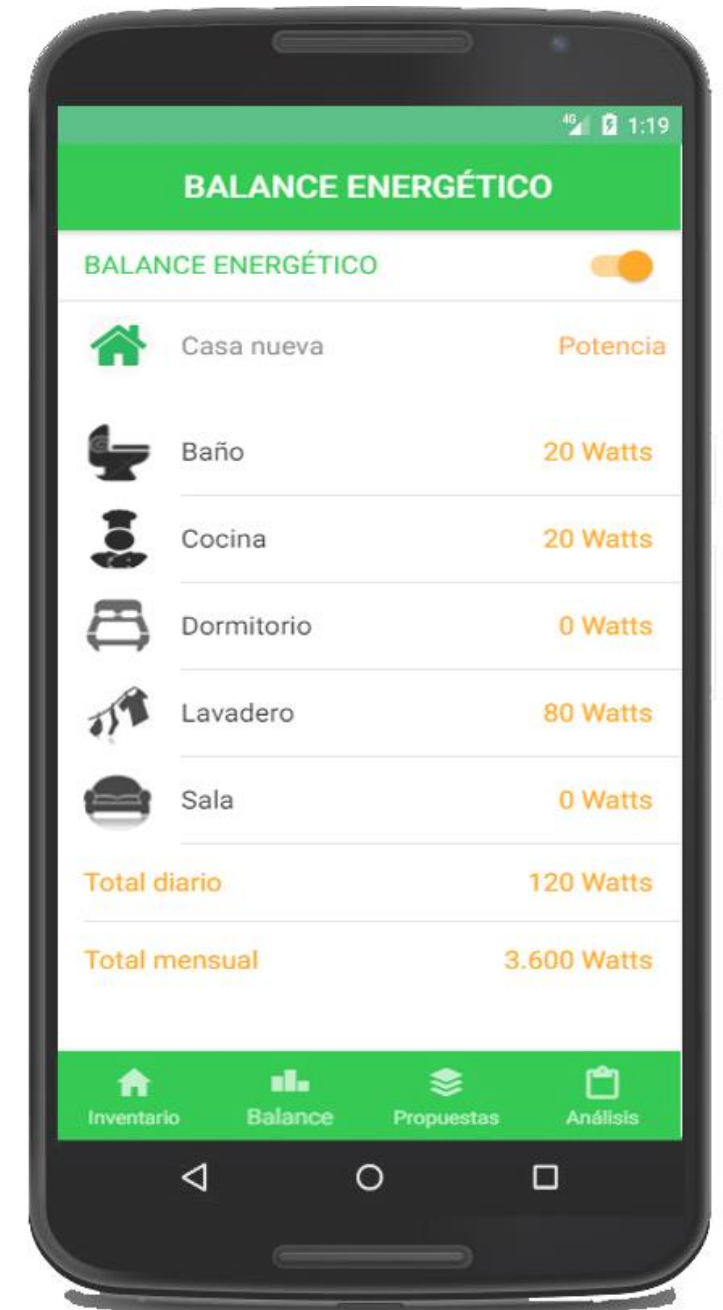 4G 1:19
BALANCE ENERGÉTICO
BALANCE ENERGÉTICO
Casa nueva Potencia
Baño 20 Watts
Cocina 20 Watts
Dormitorio 0 Watts
Lavadero 80 Watts
Sala 0 Watts
Total diario 120 Watts
Total mensual 3.600 Watts
Inventario Balance Propuestas Análisis